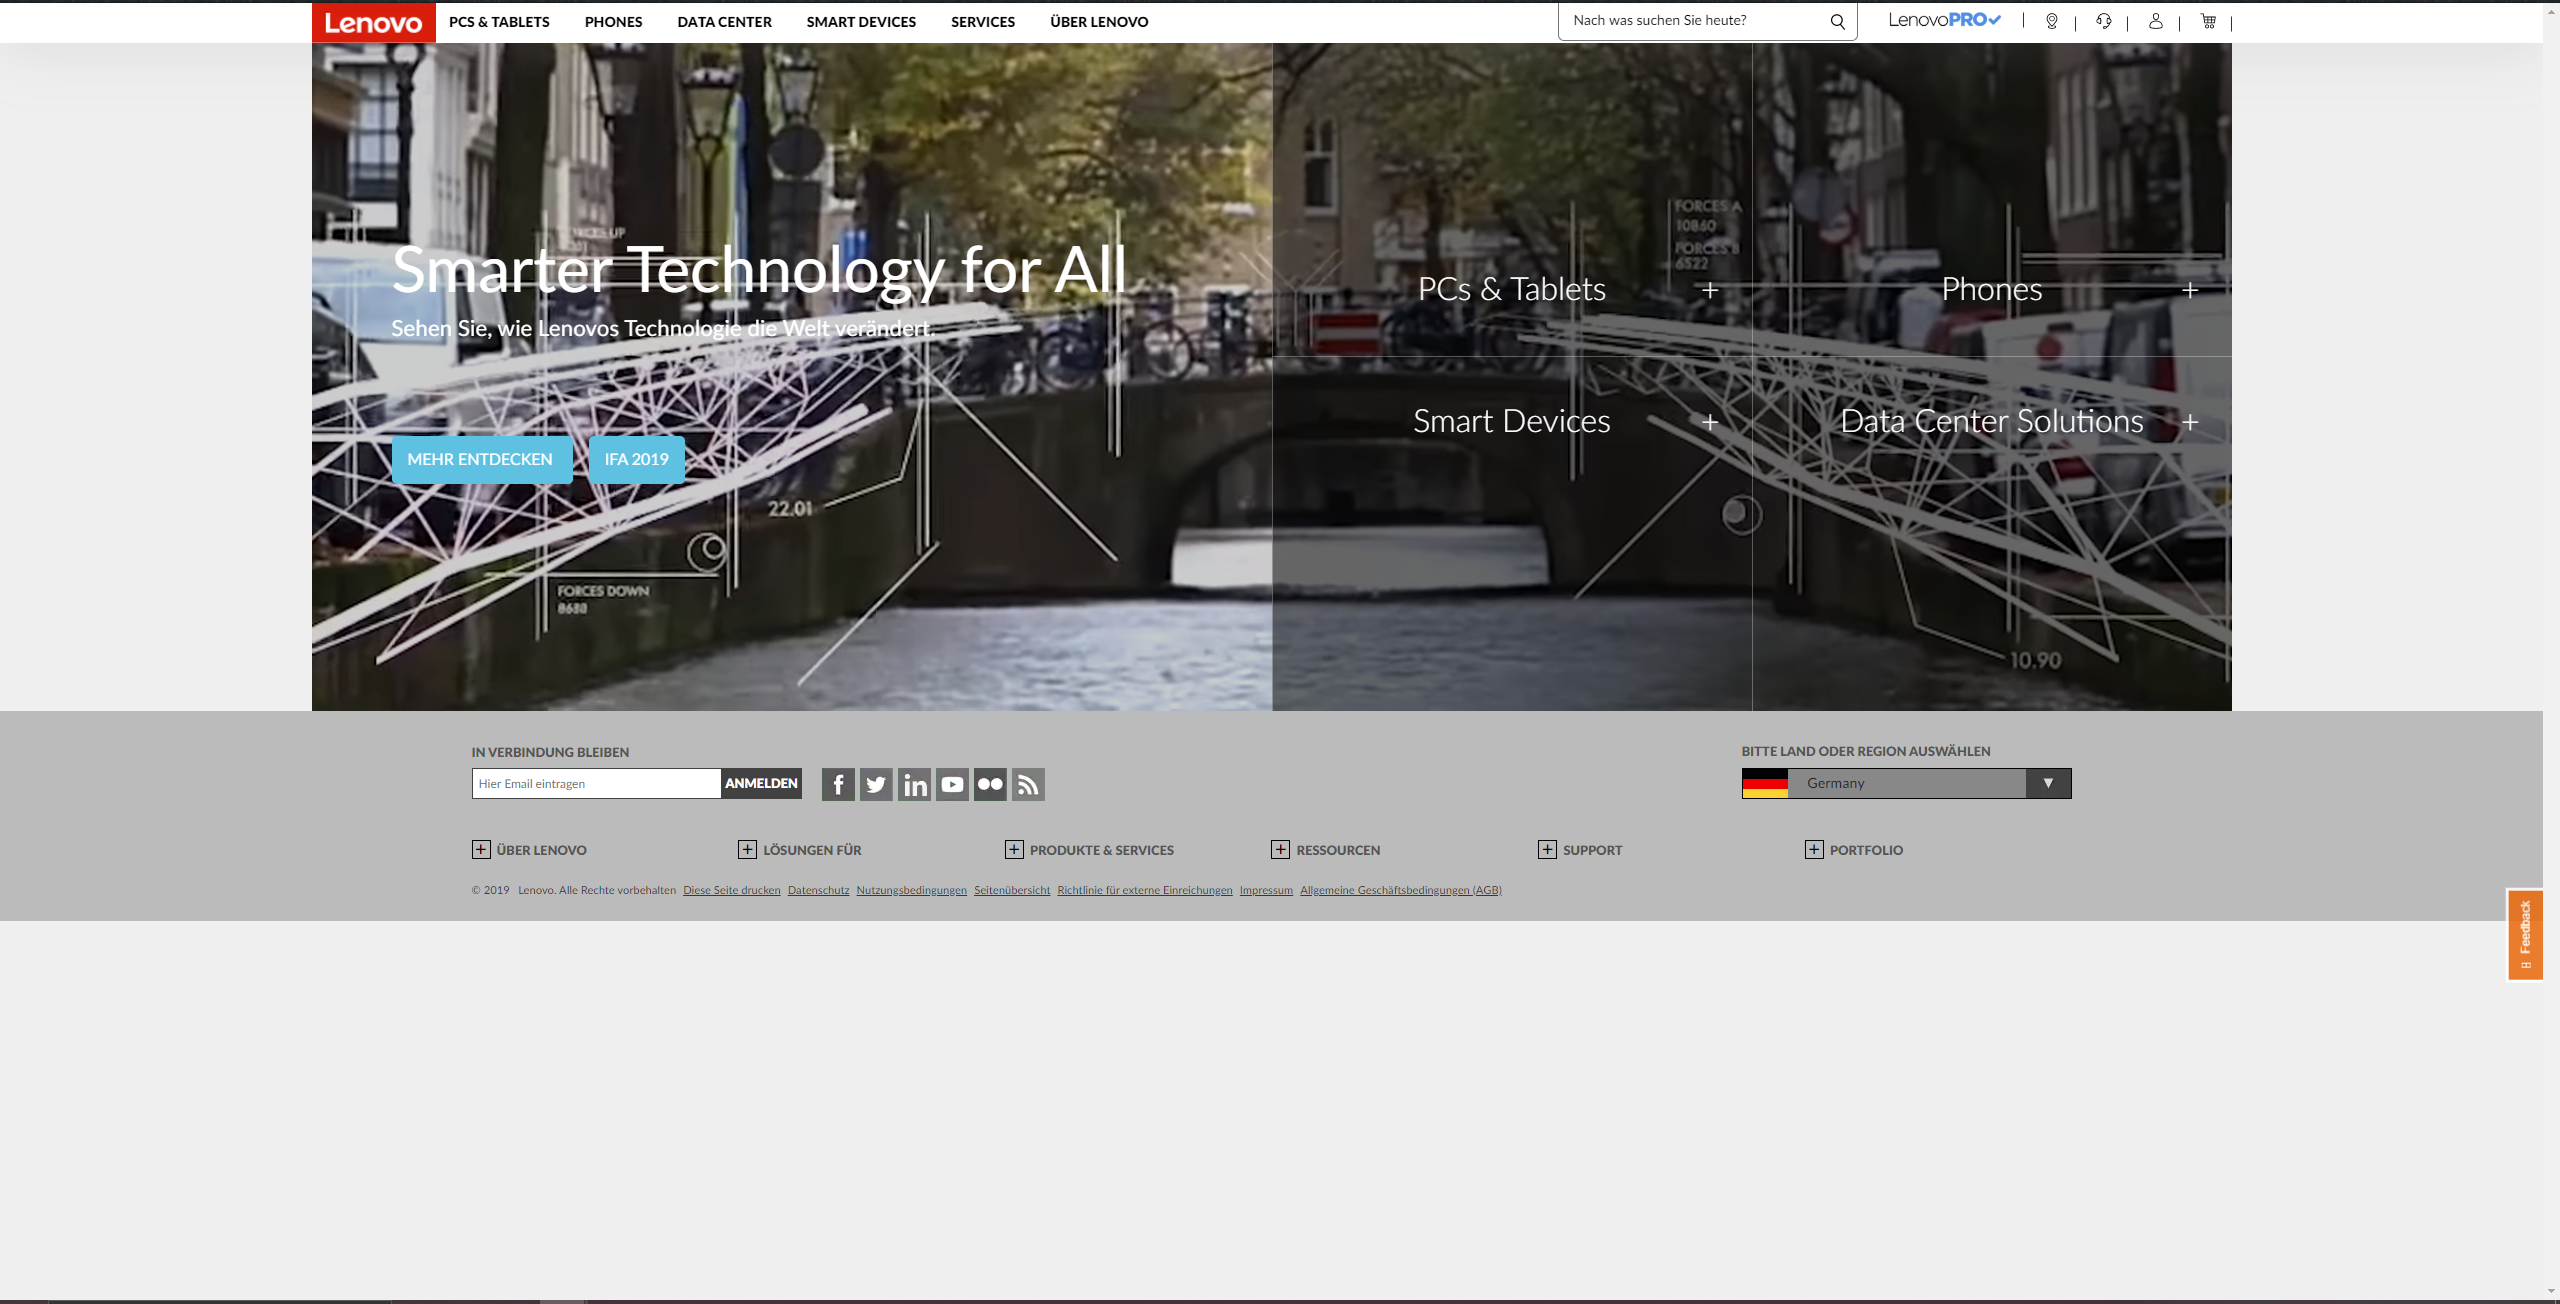 Lenovo PCS & TABLETS PHONES DATA CENTER SMART DEVICES SERVICES ÜBER LENOVO Nach was suchen Sie heute? LenovoPRO
FORCES A
10860
FORCES B
6522
Smarter Technology for All
Sehen Sie, wie Lenovos Technologie die Welt verändert.
PCs & Tablets + Phones +
Smart Devices + Data Center Solutions +
MEHR ENTDECKEN IFA 2019
22.01
FORCES DOWN
10.90
IN VERBINDUNG BLEIBEN
Hier Email eintragen ANMELDEN
BITTE LAND ODER REGION AUSWÄHLEN
Germany ▼
+ ÜBER LENOVO + LÖSUNGEN FÜR + PRODUKTE & SERVICES + RESSOURCEN + SUPPORT + PORTFOLIO
© 2019 Lenovo. Alle Rechte vorbehalten Diese Seite drucken Datenschutz Nutzungsbedingungen Seitenübersicht Richtlinie für externe Einreichungen Impressum Allgemeine Geschäftsbedingungen (AGB)
Feedback